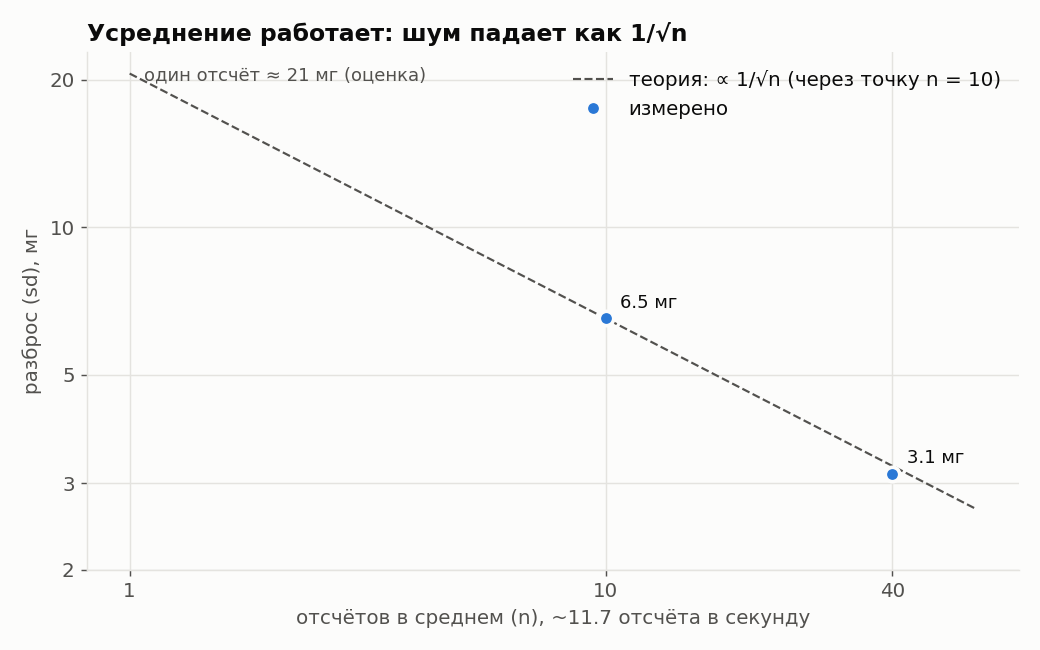 Усреднение работает: шум падает как 1/√n
один отсчёт ≈ 21 мг (оценка)
теория: ∝ 1/√n (через точку n = 10)
измерено
20
10
5
3
2
разброс (sd), мг
6.5 мг
3.1 мг
1
10
40
отсчётов в среднем (n), ~11.7 отсчёта в секунду